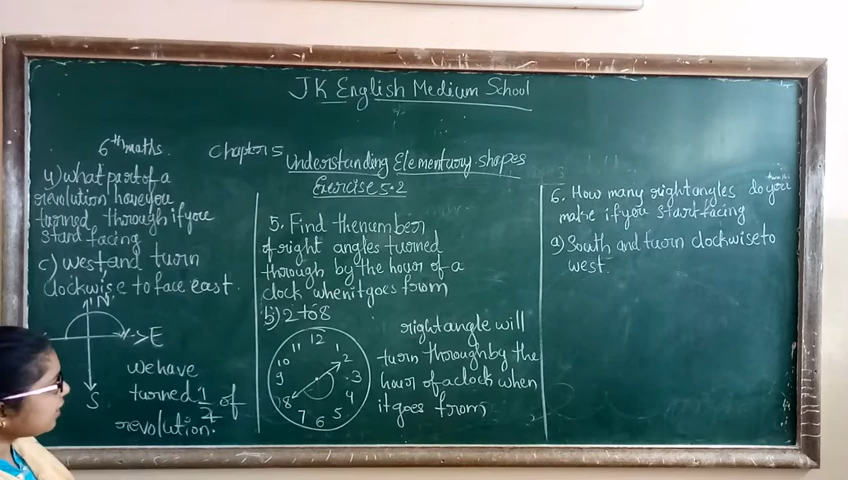 JK English Medium School
6th maths.
Chapter 5
Understanding Elementary shapes
Exercise 5.2
4) what part of a
revolution have you
turned through if you
start facing
c) west and turn
clockwise to face east.
N
E
S
we have
turned 1/2 of
revolution.
5. Find the number
of right angles turned
through by the hour of a
clock when it goes from
b) 2 to 8
12
11
1
10
2
9
3
8
4
7
6
5
right angle will
turn through by the
hour of a clock when
it goes from
6. How many right angles do you
make if you start facing
a) South and turn clockwise to
west.